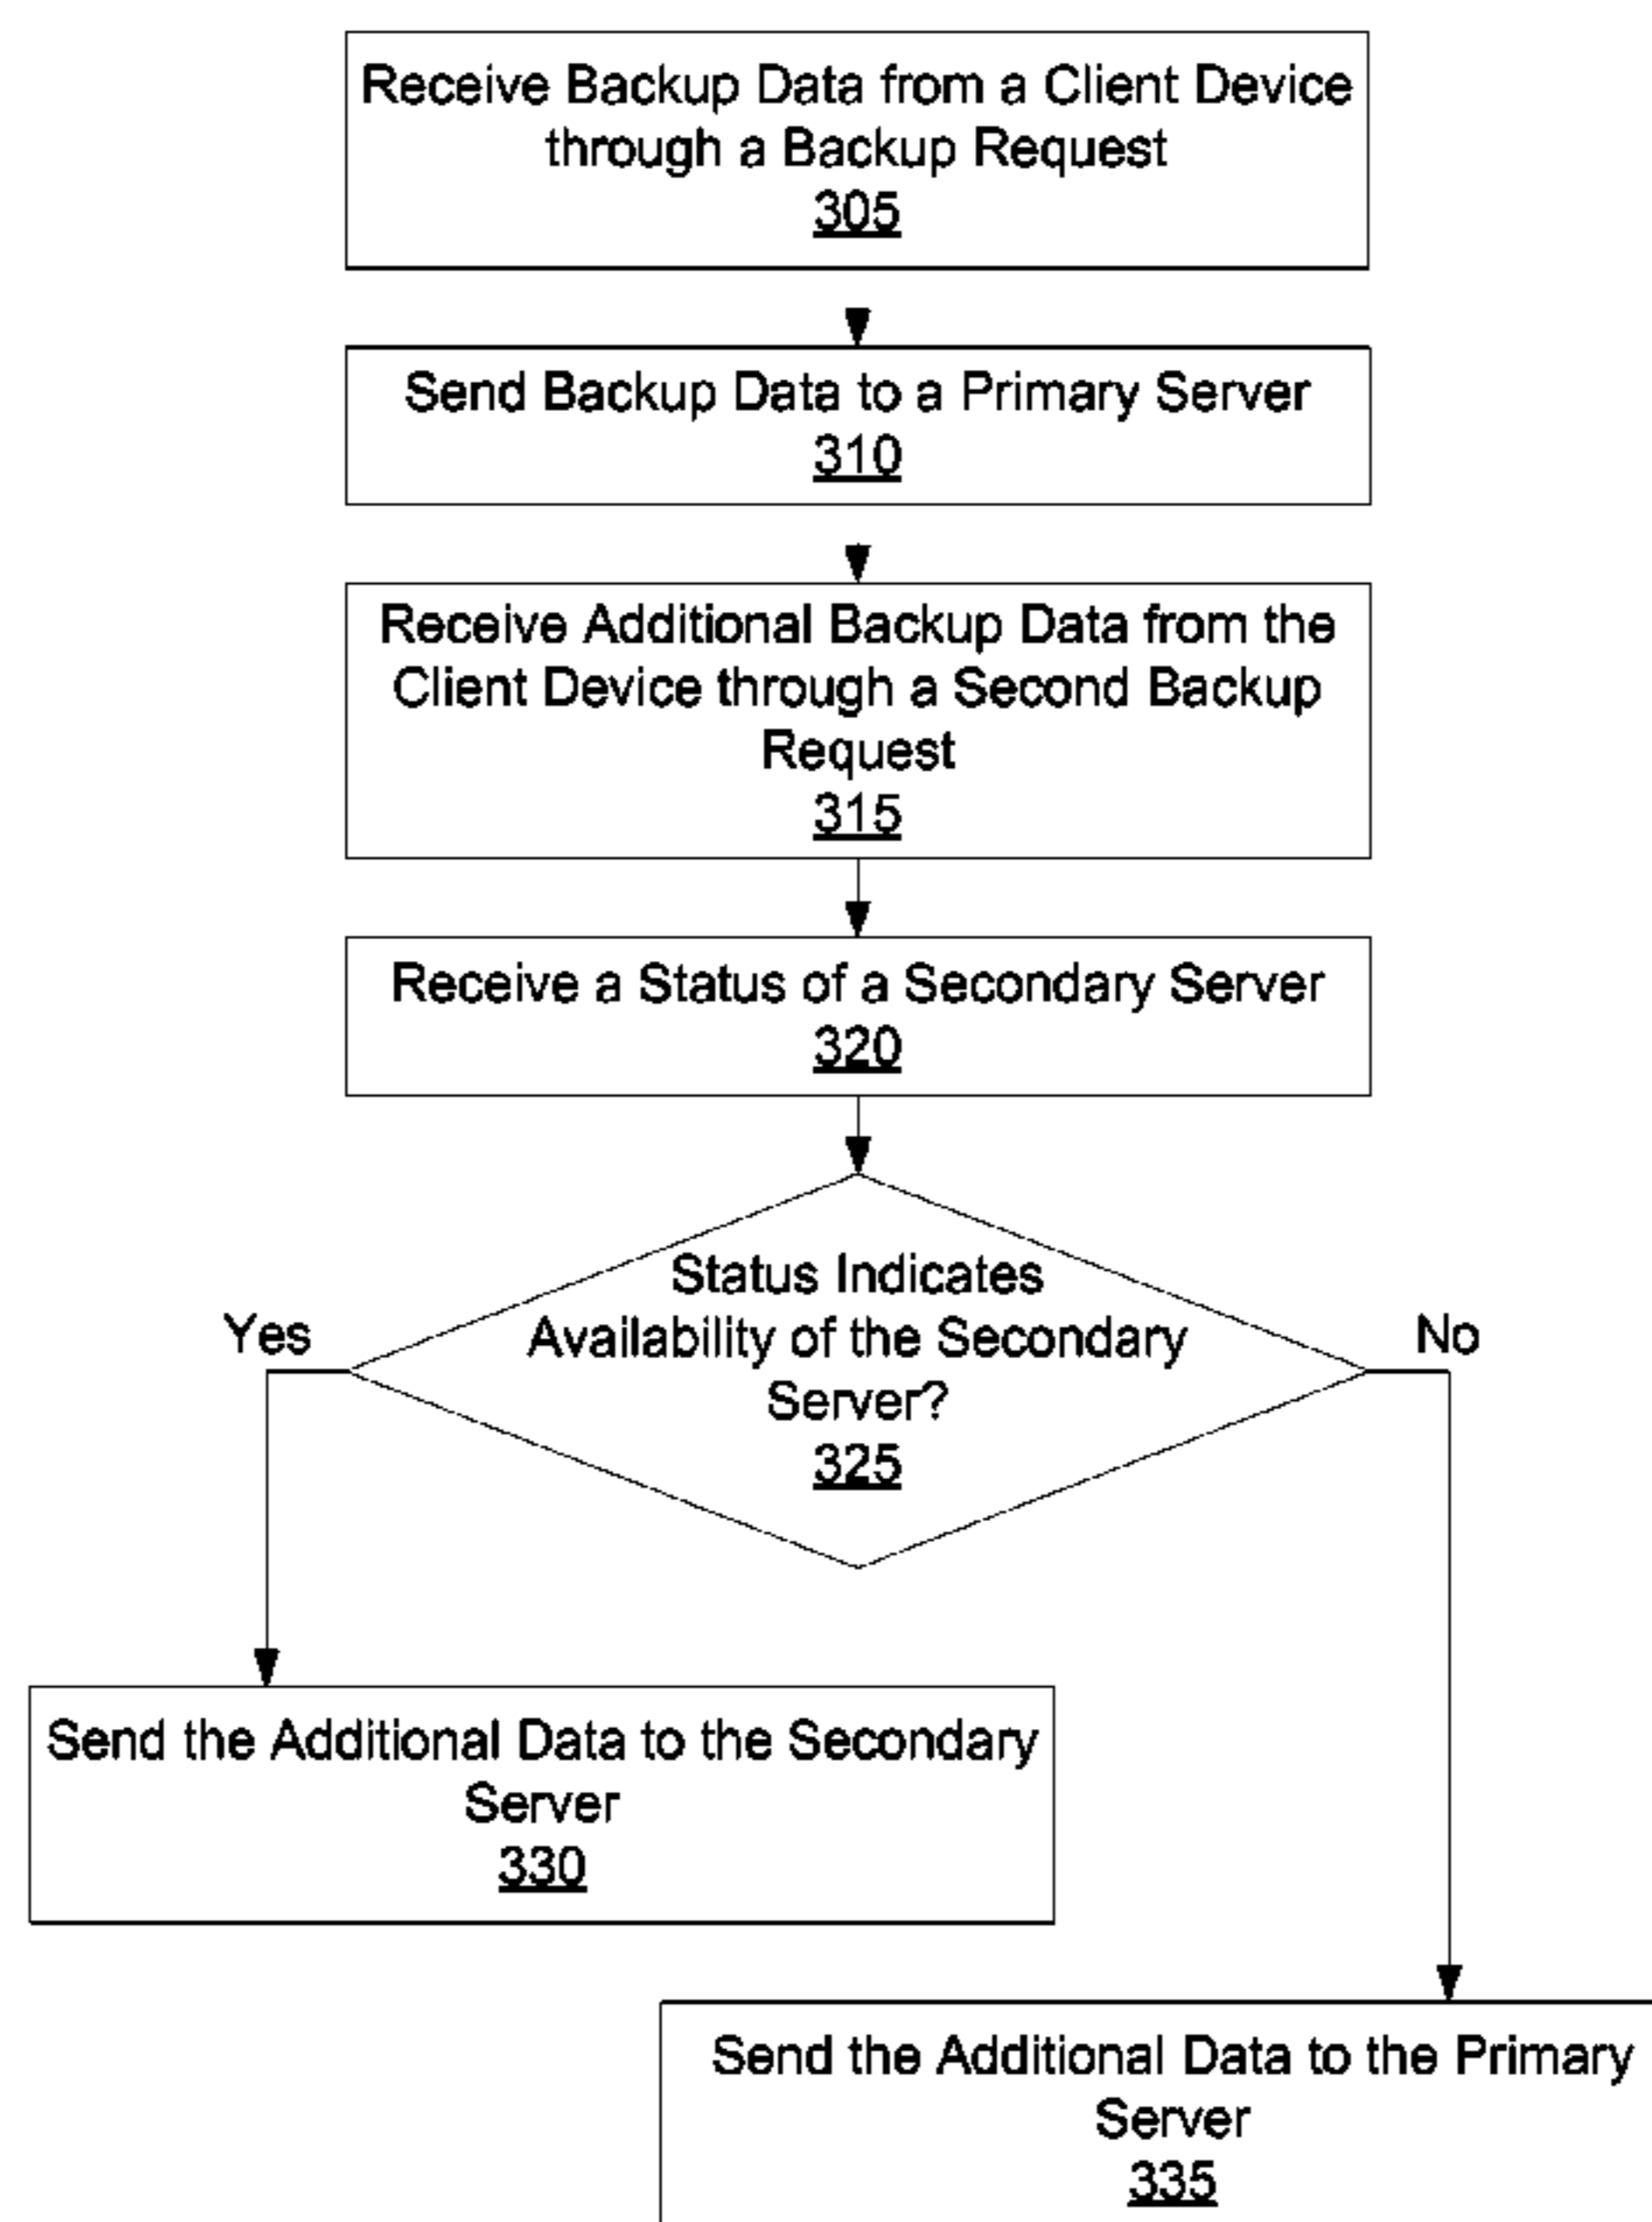 Receive Backup Data from a Client Device
through a Backup Request
305
Send Backup Data to a Primary Server
310
Receive Additional Backup Data from the
Client Device through a Second Backup
Request
315
Receive a Status of a Secondary Server
320
Status Indicates
Availability of the Secondary
Server?
325
Yes
No
Send the Additional Data to the Secondary
Server
330
Send the Additional Data to the Primary
Server
335